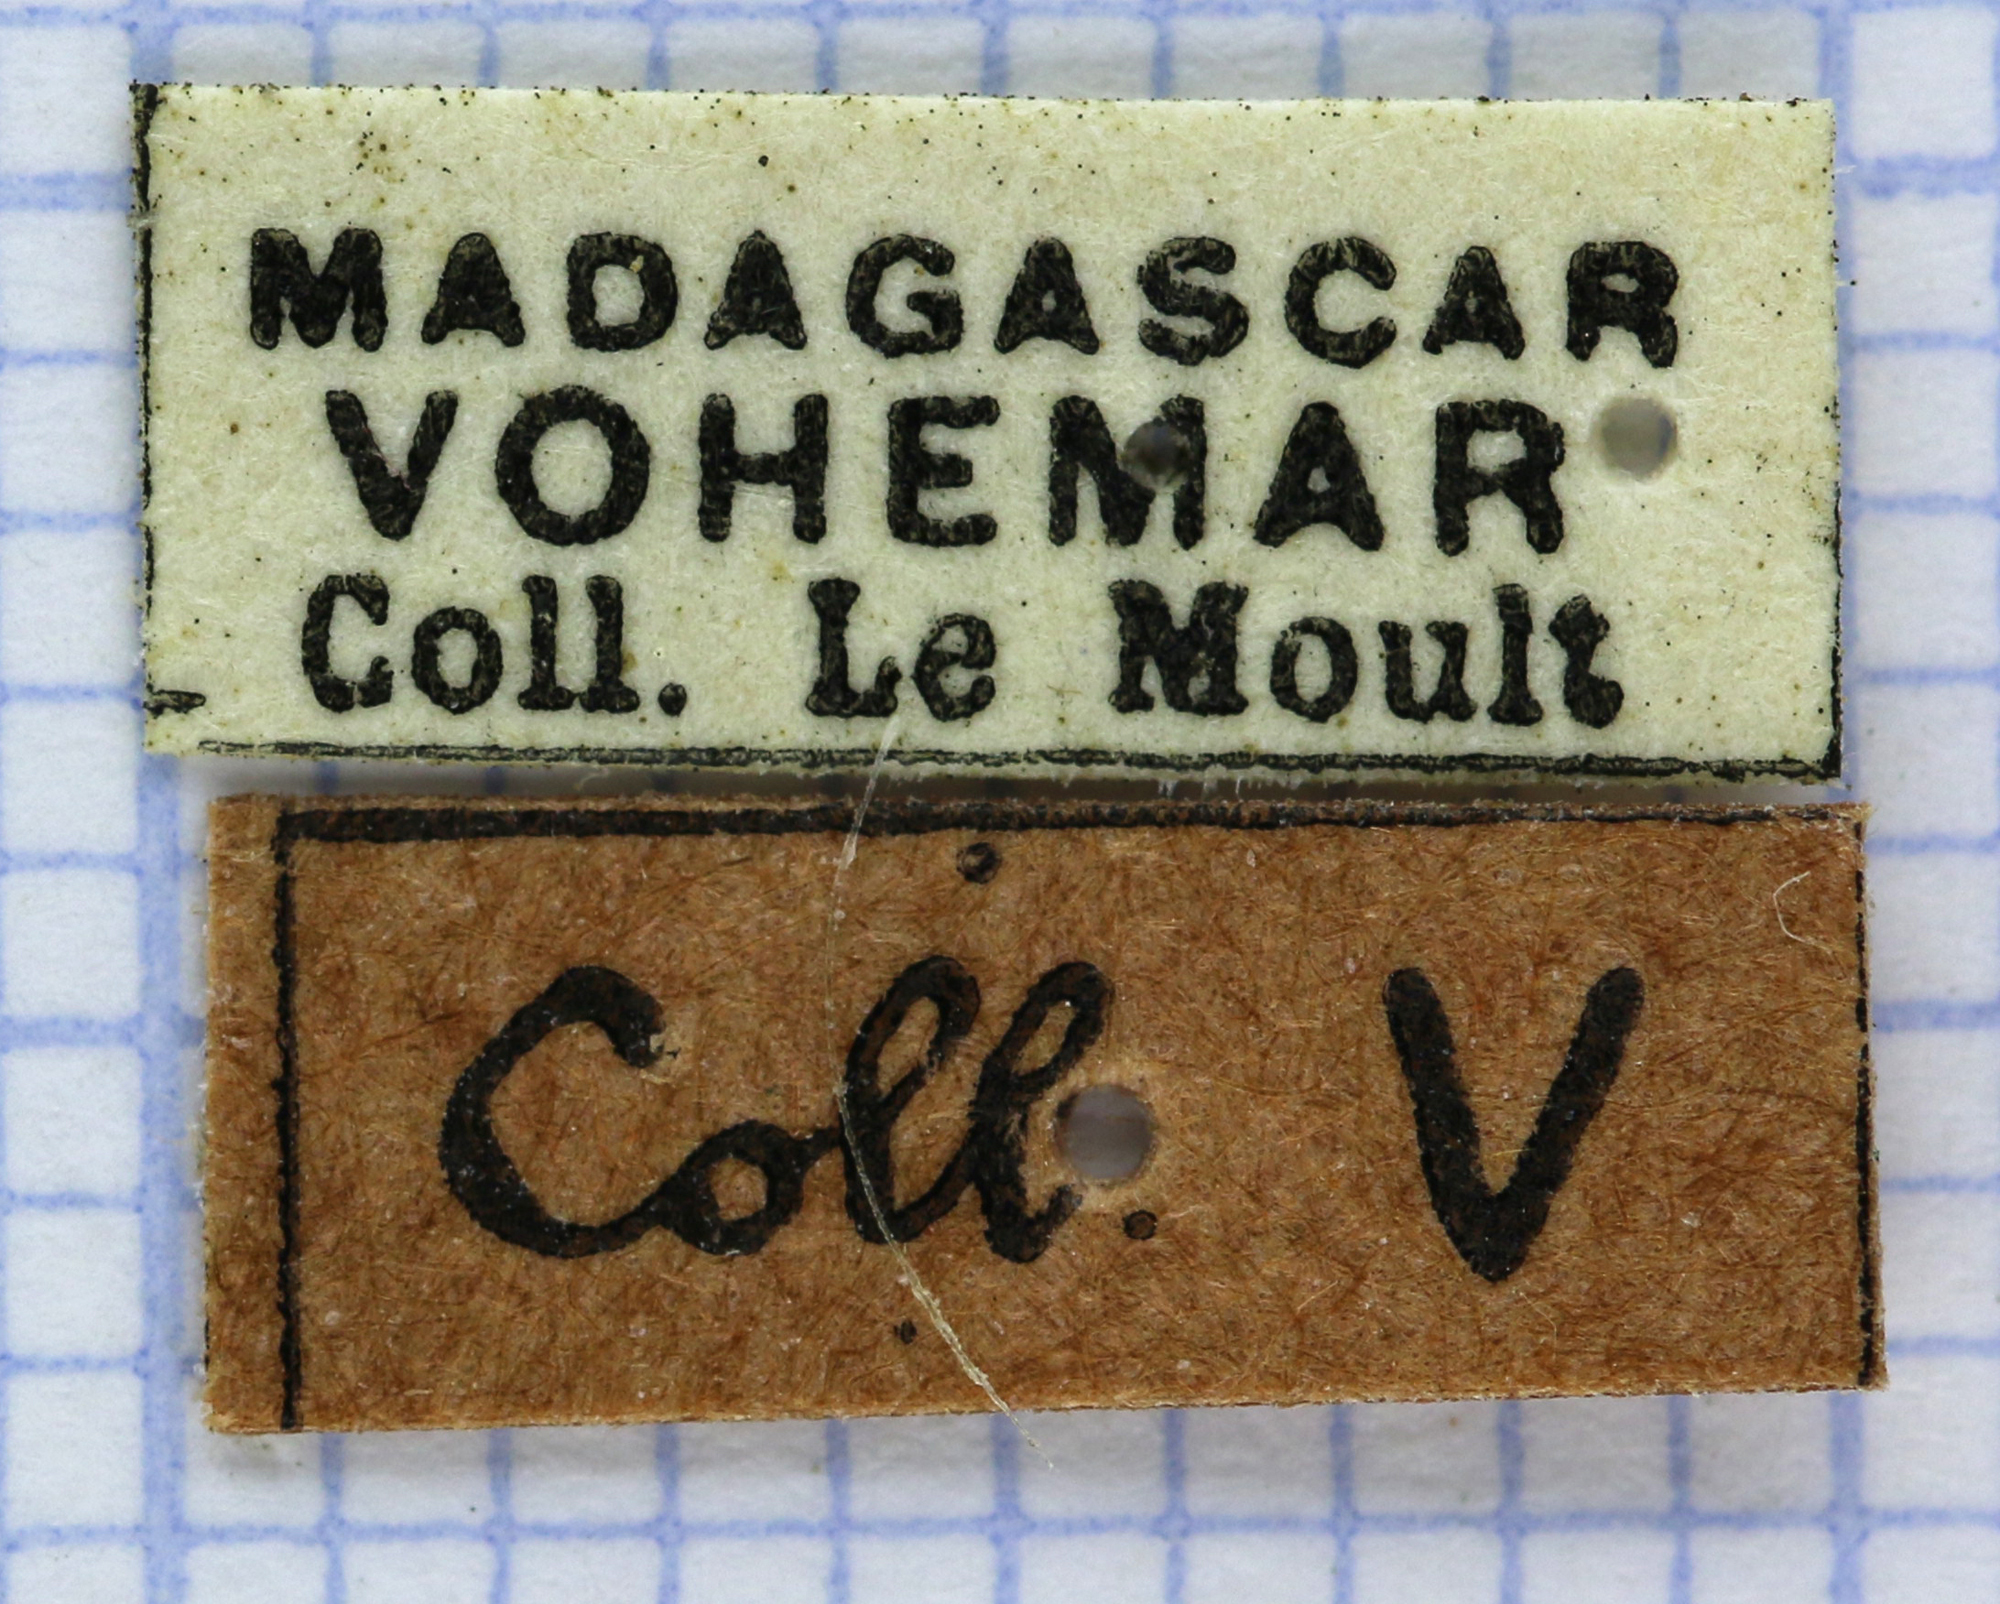 MADAGASCAR
VOHEMAR
Coll. Le Moult
Coll. V